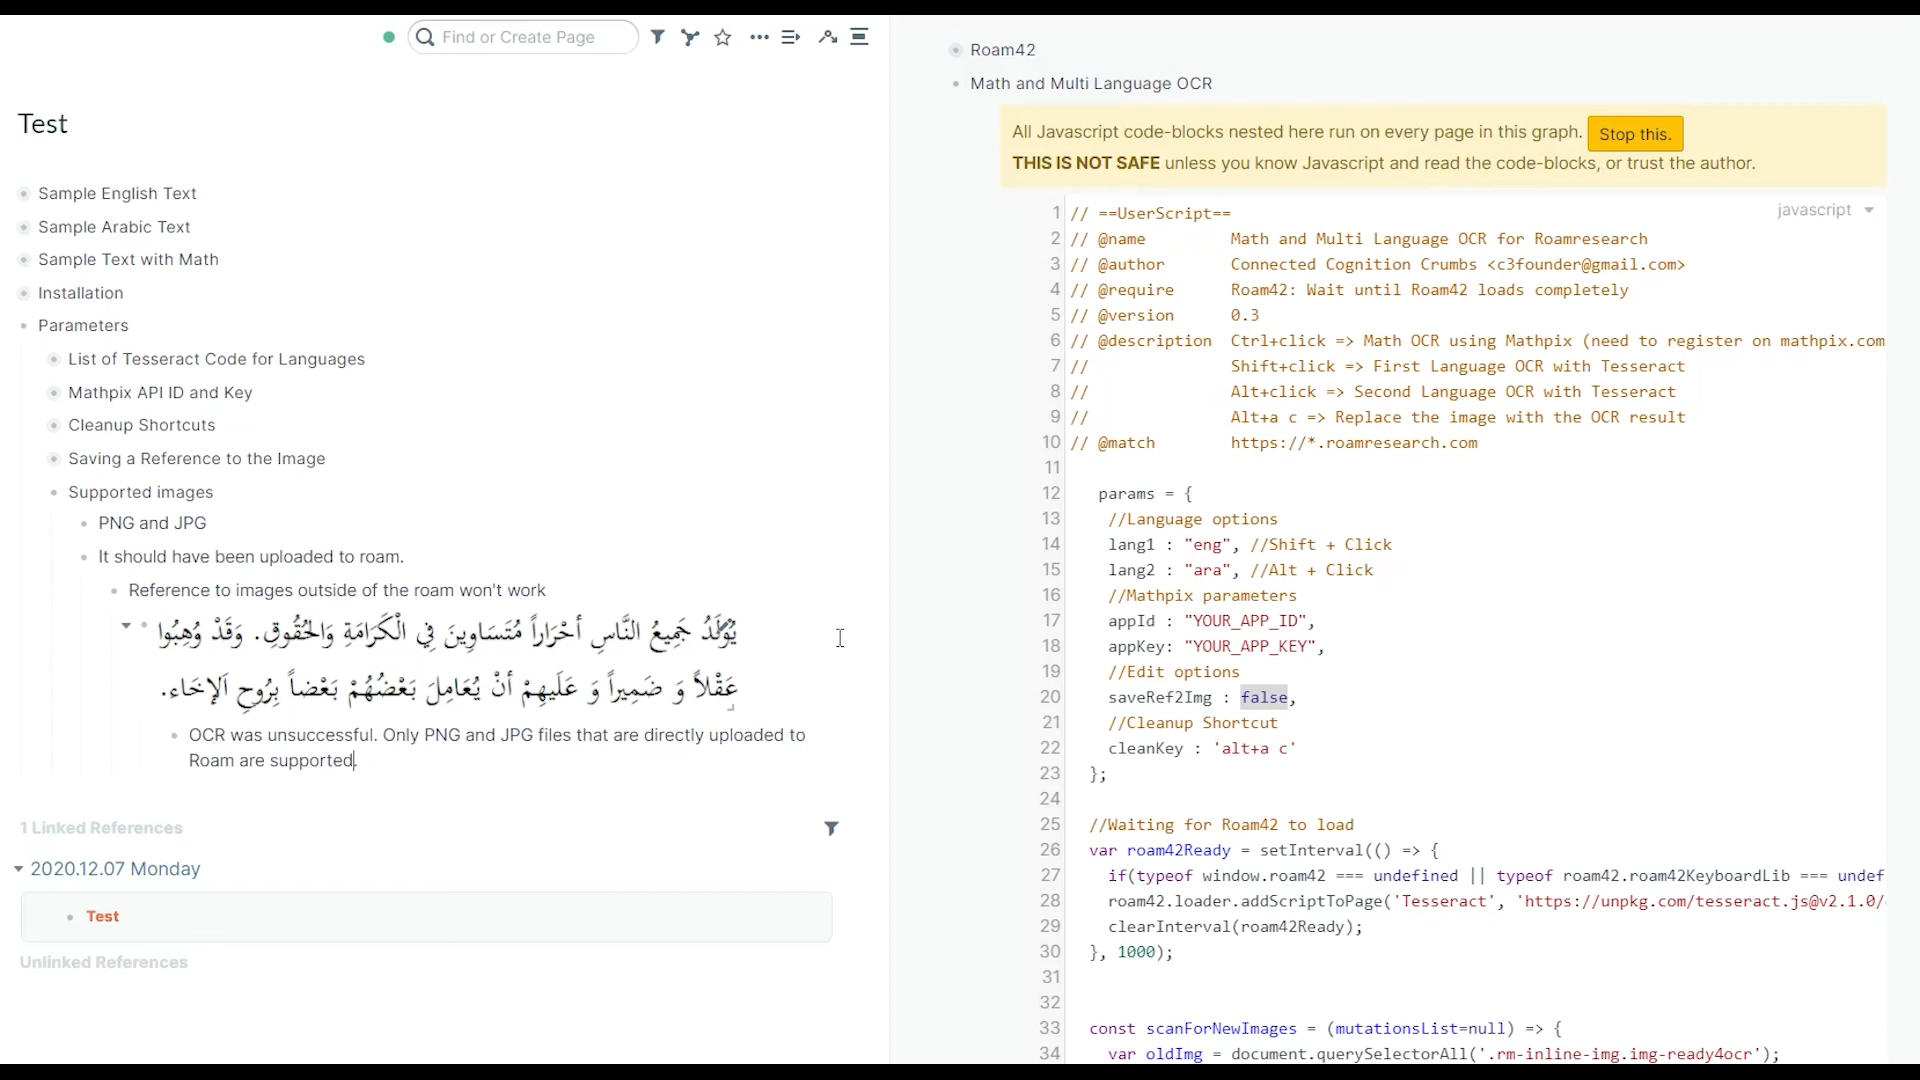 Find or Create Page
Test
Sample English Text
Sample Arabic Text
Sample Text with Math
Installation
Parameters
List of Tesseract Code for Languages
Mathpix API ID and Key
Cleanup Shortcuts
Saving a Reference to the Image
Supported images
PNG and JPG
It should have been uploaded to roam.
Reference to images outside of the roam won't work
يُوْلَدُ جَمِيعُ النَّاسِ أَحْرَاراً مُتَسَاوِينَ فِي الْكَرَامَةِ وَالْحُقُوقِ. وَقَدْ وُهِبُوا
عَقْلاً وَ ضَمِيراً وَ عَلَيهِمْ أَنْ يُعَامِلَ بَعْضُهُمْ بَعْضاً بِرُوحِ اَلإِخَاء.
OCR was unsuccessful. Only PNG and JPG files that are directly uploaded to
Roam are supported.
1 Linked References
2020.12.07 Monday
Test
Unlinked References
Roam42
Math and Multi Language OCR
All Javascript code-blocks nested here run on every page in this graph. Stop this.
THIS IS NOT SAFE unless you know Javascript and read the code-blocks, or trust the author.
javascript
1 // ==UserScript==
2 // @name Math and Multi Language OCR for Roamresearch
3 // @author Connected Cognition Crumbs <c3founder@gmail.com>
4 // @require Roam42: Wait until Roam42 loads completely
5 // @version 0.3
6 // @description Ctrl+click => Math OCR using Mathpix (need to register on mathpix.com
7 // Shift+click => First Language OCR with Tesseract
8 // Alt+click => Second Language OCR with Tesseract
9 // Alt+a c => Replace the image with the OCR result
10 // @match https://*.roamresearch.com
11
12 params = {
13 //Language options
14 lang1 : "eng", //Shift + Click
15 lang2 : "ara", //Alt + Click
16 //Mathpix parameters
17 appId : "YOUR_APP_ID",
18 appKey: "YOUR_APP_KEY",
19 //Edit options
20 saveRef2Img : false,
21 //Cleanup Shortcut
22 cleanKey : 'alt+a c'
23 };
24
25 //Waiting for Roam42 to load
26 var roam42Ready = setInterval(() => {
27 if(typeof window.roam42 === undefined || typeof roam42.roam42KeyboardLib === undef
28 roam42.loader.addScriptToPage('Tesseract', 'https://unpkg.com/tesseract.js@v2.1.0/
29 clearInterval(roam42Ready);
30 }, 1000);
31
32
33 const scanForNewImages = (mutationsList=null) => {
34 var oldImg = document.querySelectorAll('.rm-inline-img.img-ready4ocr');